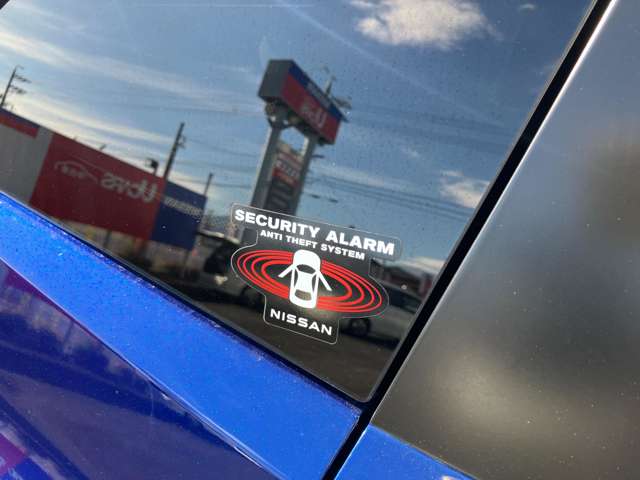 SECURITY ALARM
ANTI THEFT SYSTEM
NISSAN